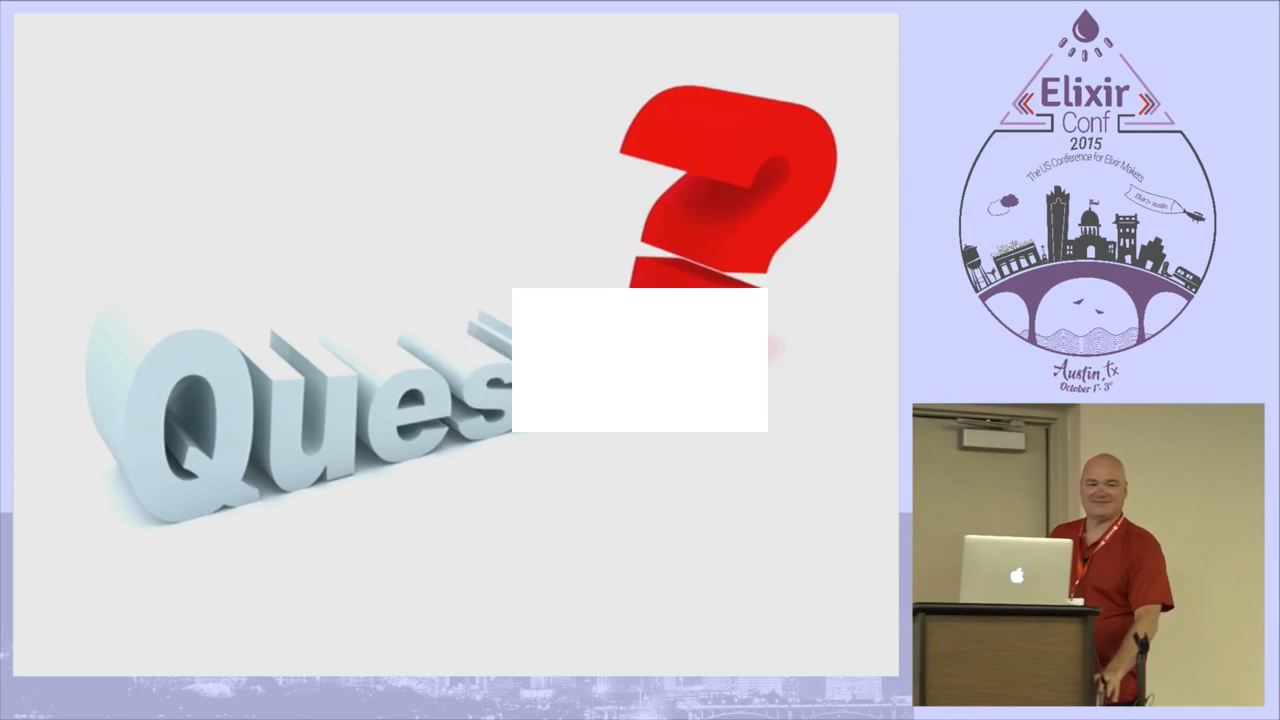 Ques
Elixir
Conf
2015
The US Conference for Elixir Makers
Austin, Tx
October 1st - 3rd